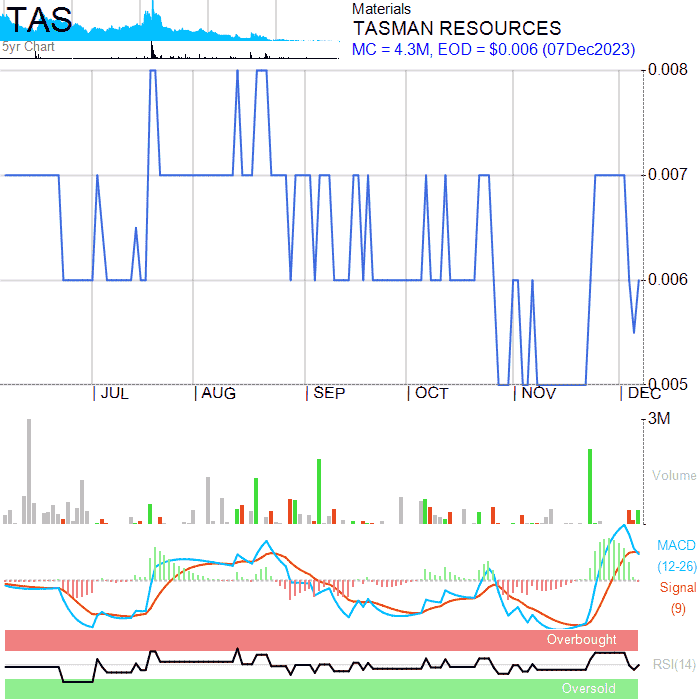 TAS
5yr Chart
Materials
TASMAN RESOURCES
MC = 4.3M, EOD = $0.006 (07Dec2023)
0.008
0.007
0.006
0.005
JUL AUG SEP OCT NOV DEC
3M
Volume
MACD
(12-26)
Signal
(9)
Overbought
RSI(14)
Oversold